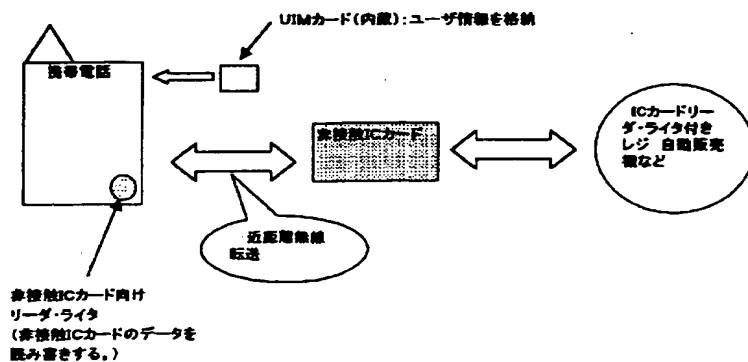 UIMカード(内蔵):ユーザ情報を格納
携帯電話
非接触ICカード
ICカードリー
ダ・ライタ付き
レジ 自動販売
機など
近距離無線
転送
非接触ICカード向け
リーダ・ライタ
(非接触ICカードのデータを
読み書きする。)